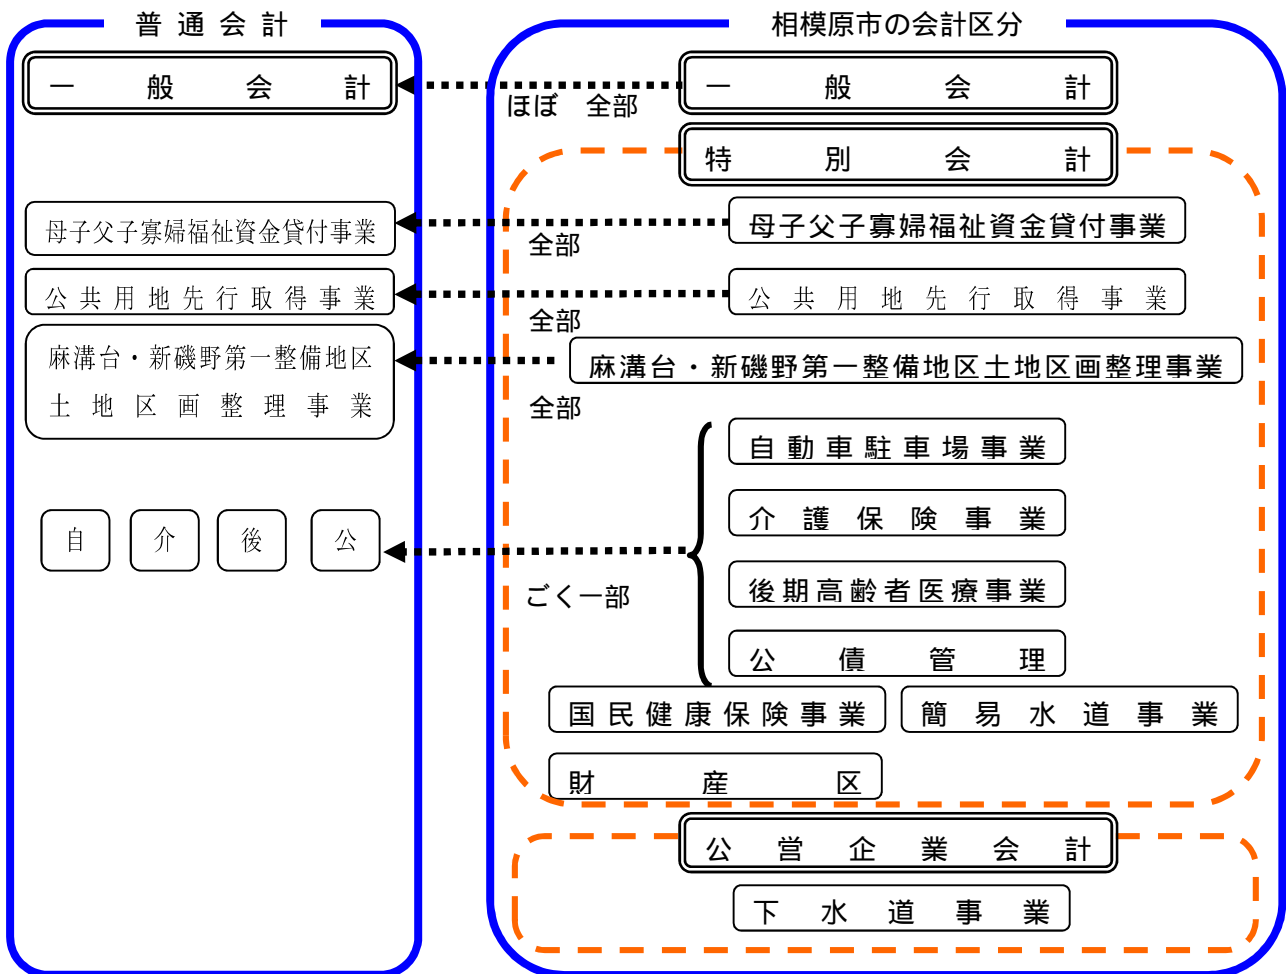 普通会計
一般会計
母子父子寡婦福祉資金貸付事業
公共用地先行取得事業
麻溝台・新磯野第一整備地区
土地区画整理事業
自 介 後 公
ほぼ 全部
全部
全部
全部
ごく一部
相模原市の会計区分
一般会計
特別会計
母子父子寡婦福祉資金貸付事業
公共用地先行取得事業
麻溝台・新磯野第一整備地区土地区画整理事業
自動車駐車場事業
介護保険事業
後期高齢者医療事業
公債管理
国民健康保険事業 簡易水道事業
財産区
公営企業会計
下水道事業